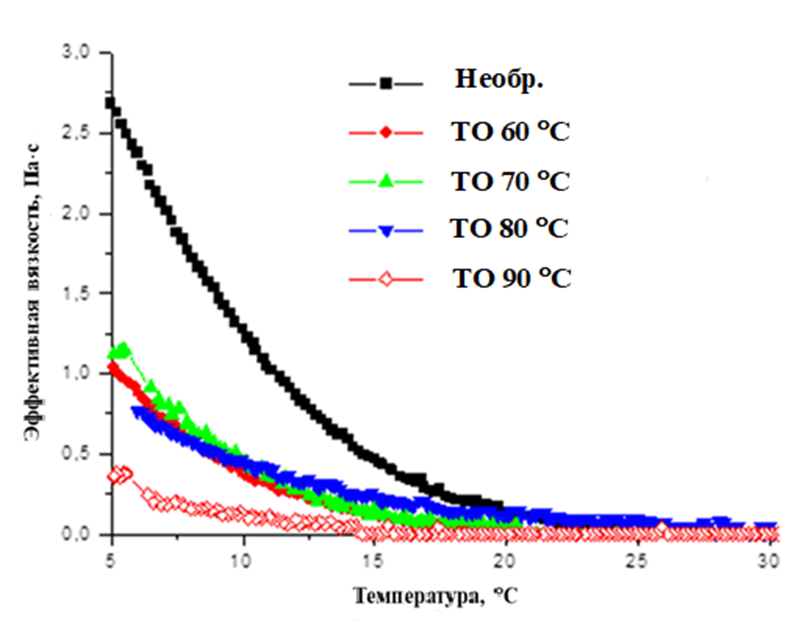 3.0
2.5
2.0
1.5
1.0
0.5
0.0
Эффективная вязкость, Па·с
Необр.
ТО 60 °С
ТО 70 °С
ТО 80 °С
ТО 90 °С
5 10 15 20 25 30
Температура, °С